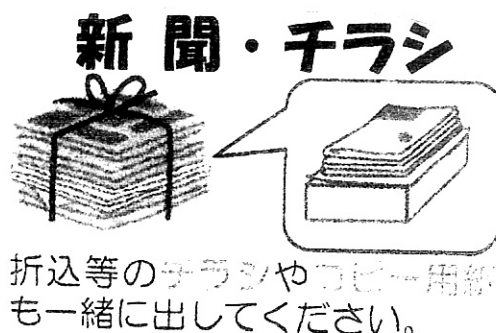 新聞・チラシ
折込等のチラシやコピー用紙
も一緒に出してください。